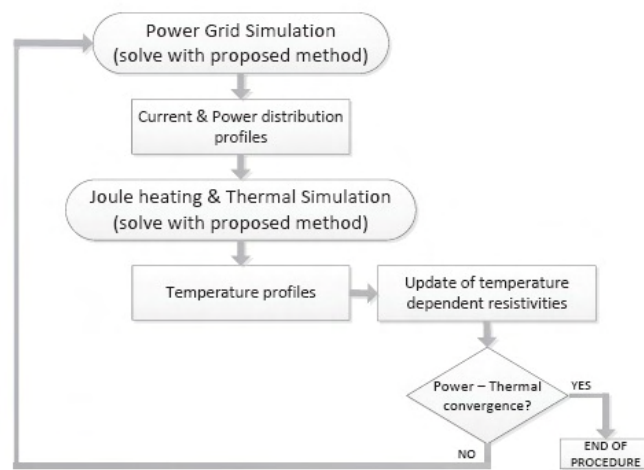 Power Grid Simulation
(solve with proposed method)
Current & Power distribution
profiles
Joule heating & Thermal Simulation
(solve with proposed method)
Temperature profiles
Update of temperature
dependent resistivities
Power – Thermal
convergence?
YES
NO
END OF
PROCEDURE